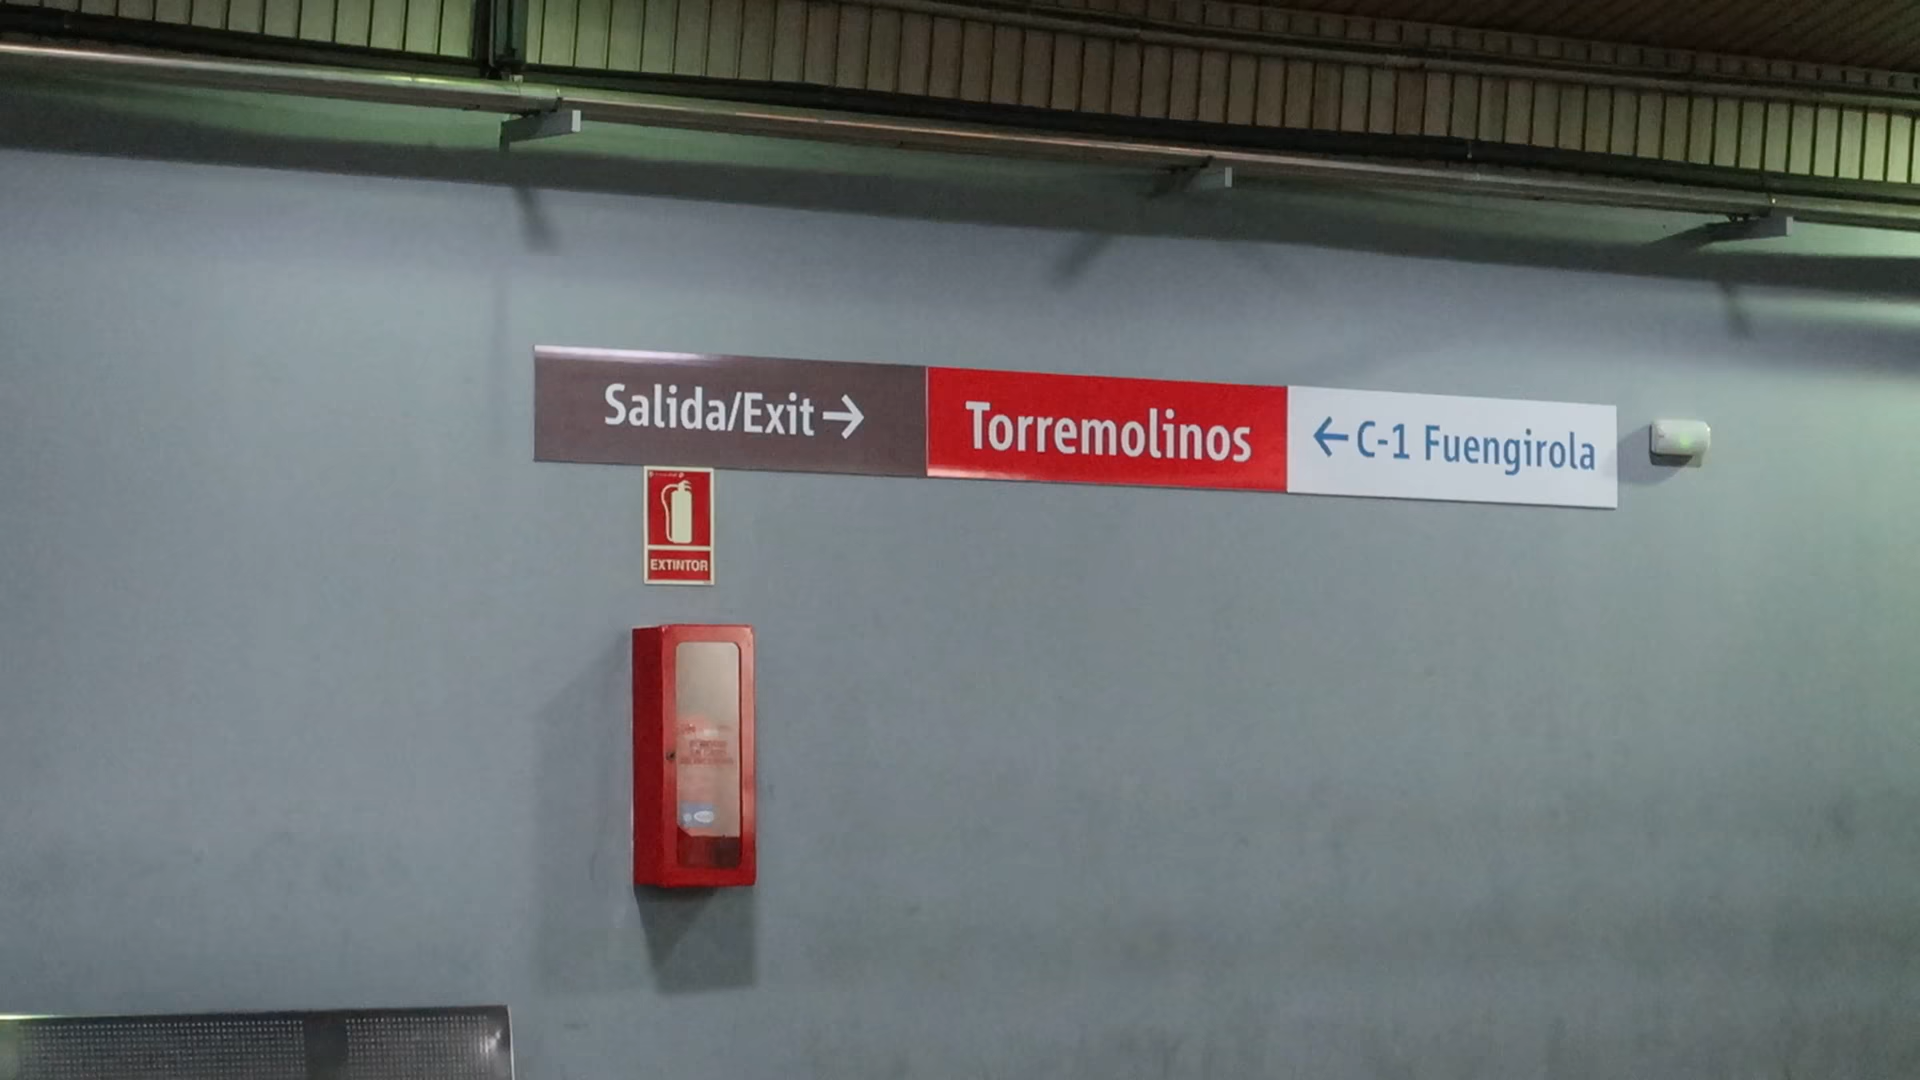 Salida/Exit→
Torremolinos
←C-1 Fuengirola
EXTINTOR